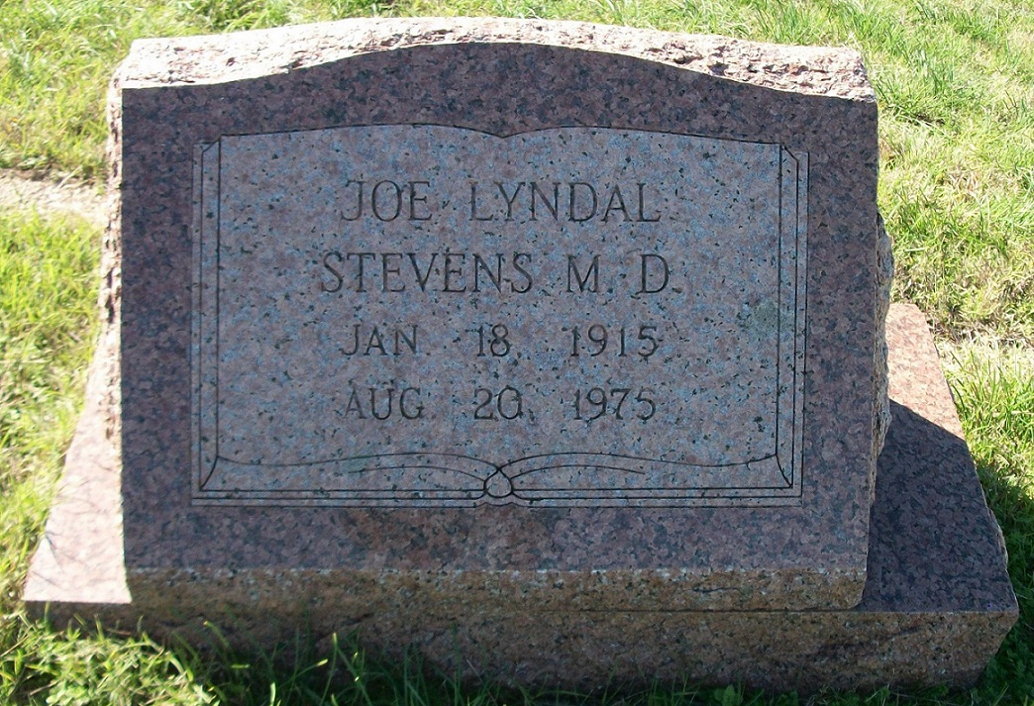 JOE LYNDAL
STEVENS M. D.
JAN. 18, 1915
AUG. 20, 1975